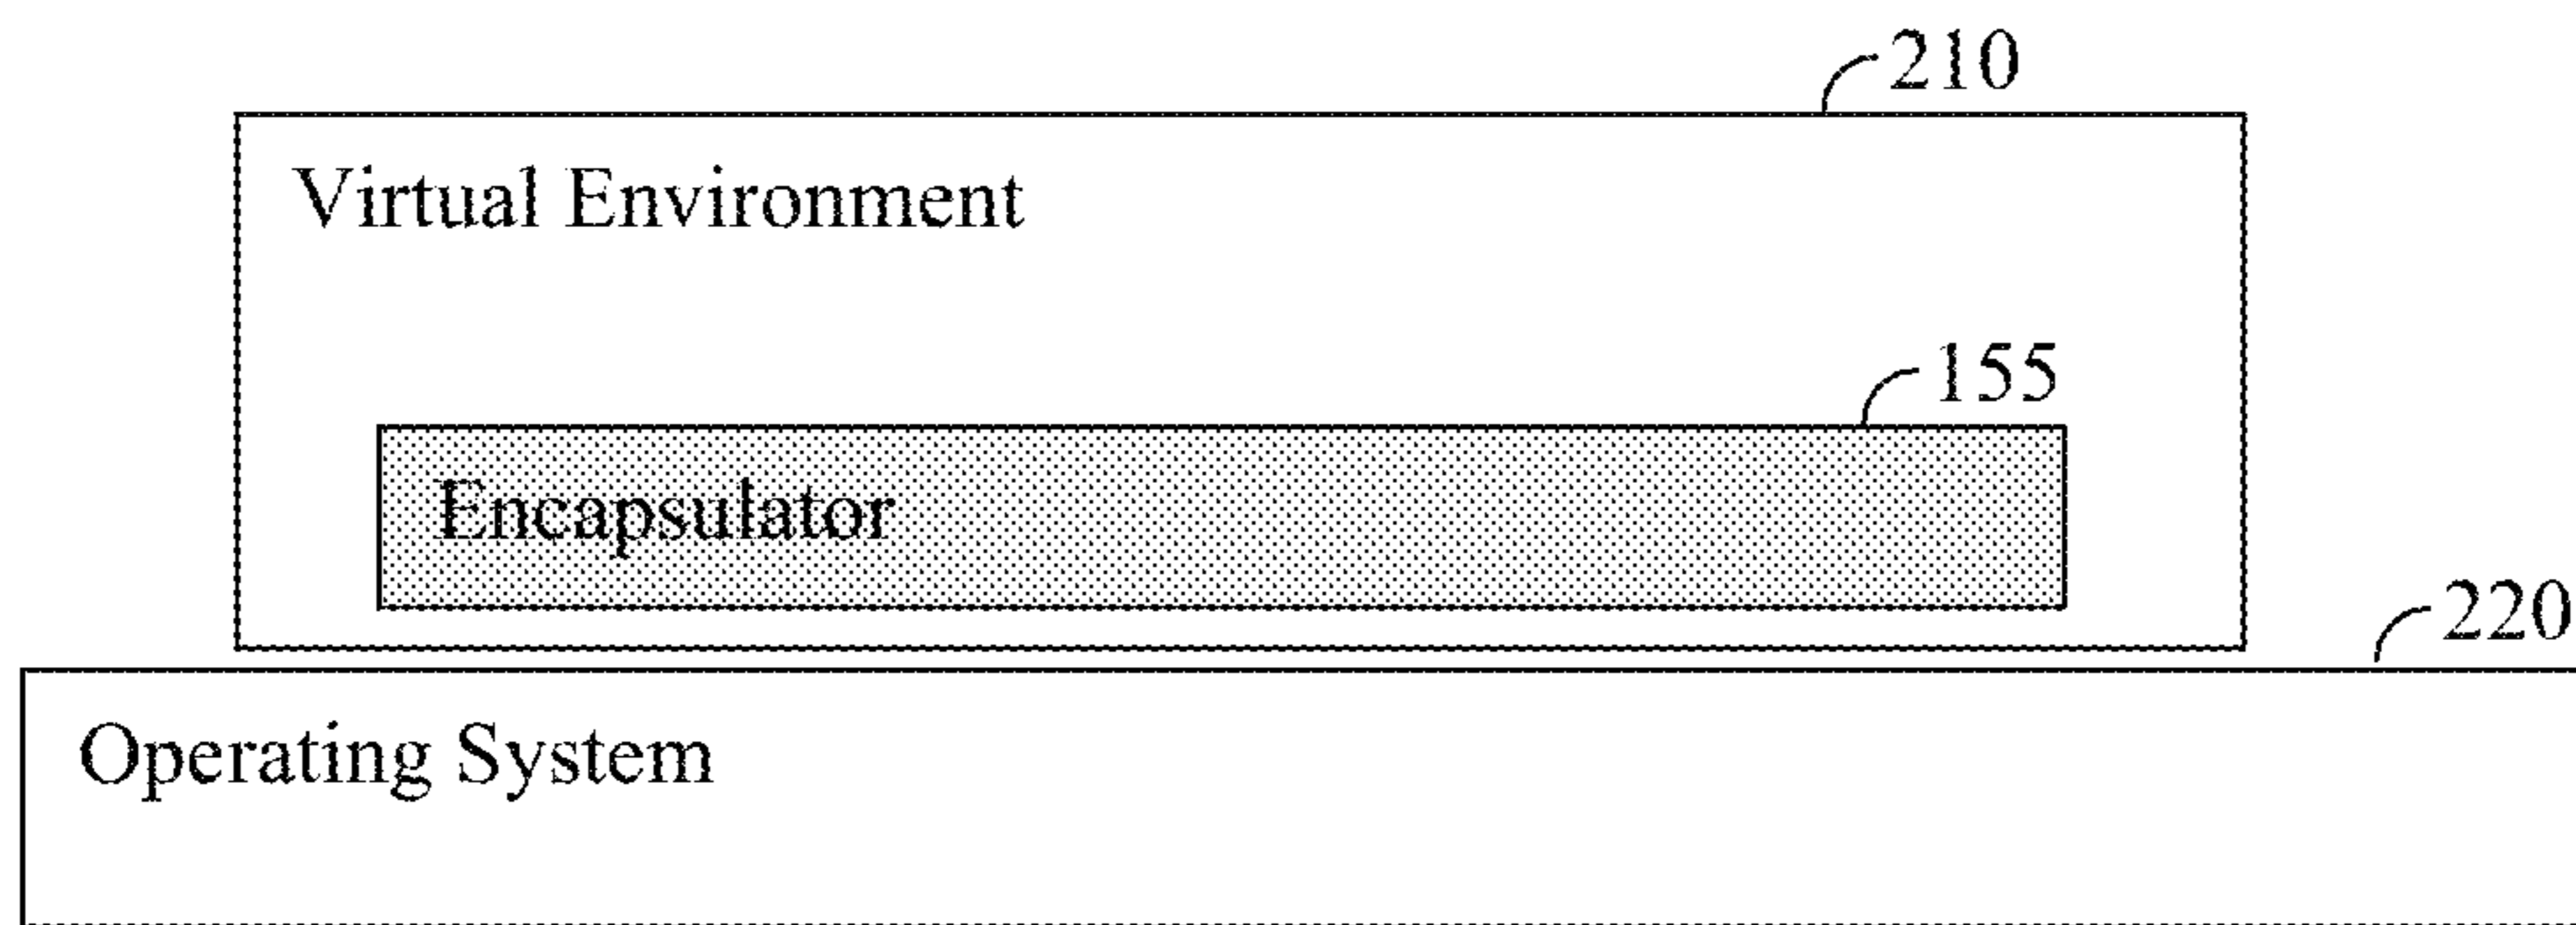 210
Virtual Environment
155
Encapsulator
220
Operating System